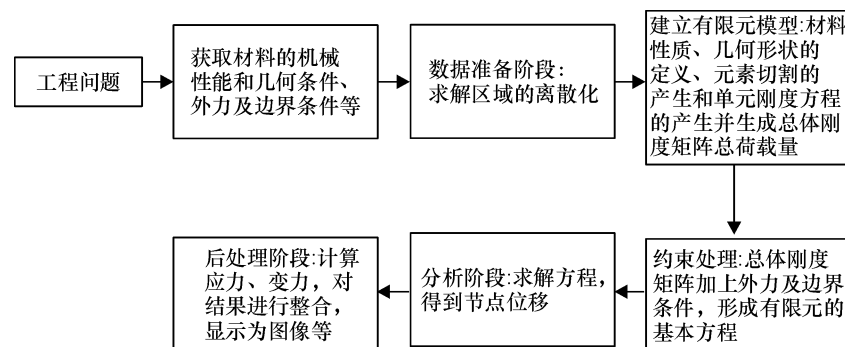 工程问题
获取材料的机械
性能和几何条件、
外力及边界条件等
数据准备阶段:
求解区域的离散化
建立有限元模型:材料
性质、几何形状的
定义、元素切割的
产生和单元刚度方程
的产生并生成总体刚
度矩阵总荷载量
约束处理:总体刚度
矩阵加上外力及边界
条件，形成有限元的
基本方程
分析阶段:求解方程,
得到节点位移
后处理阶段:计算
应力、变力，对
结果进行整合，
显示为图像等